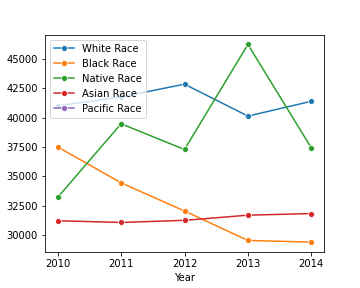 White Race
Black Race
Native Race
Asian Race
Pacific Race
45000
42500
40000
37500
35000
32500
30000
2010 2011 2012 2013 2014
Year